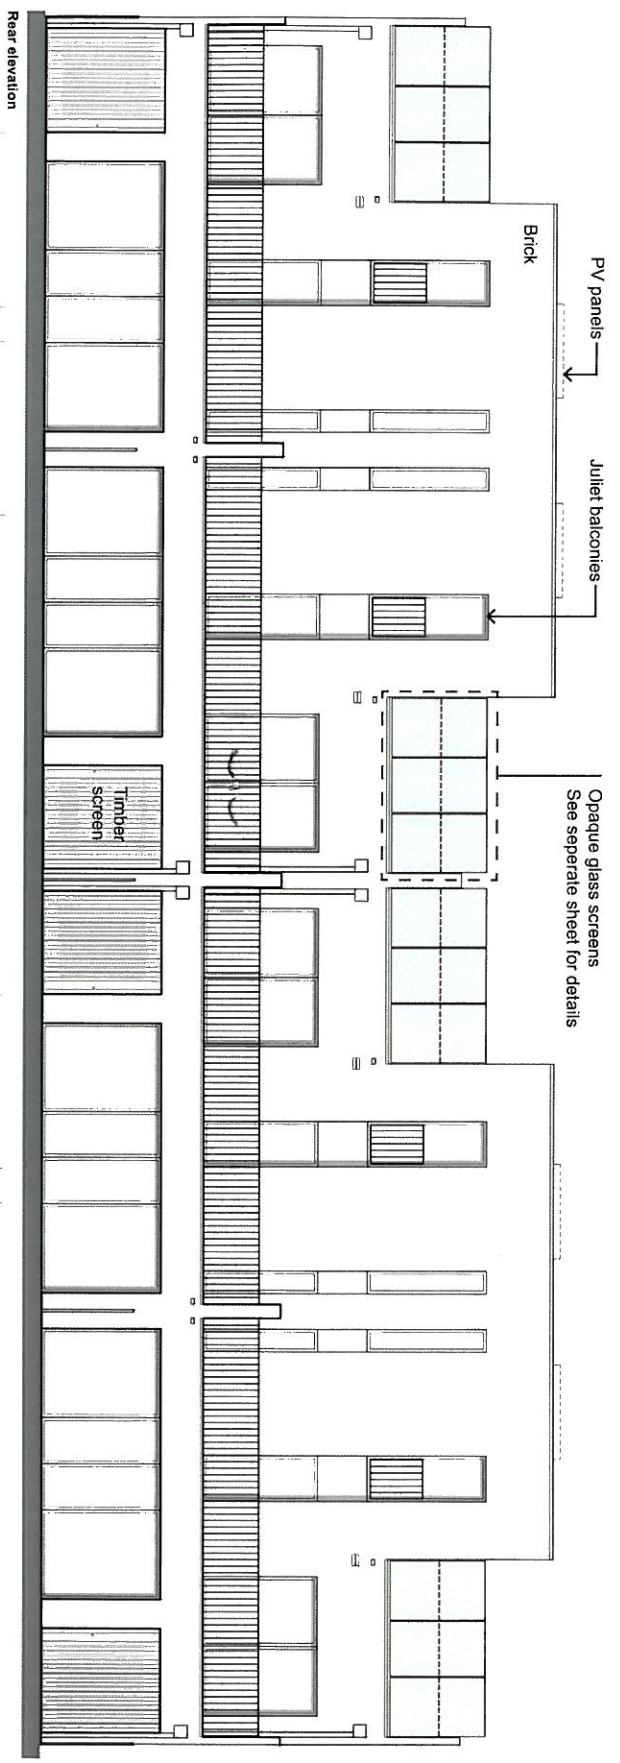 PV panels
Juliet balconies
Opaque glass screens
See seperate sheet for details
Brick
Timber
screen
Rear elevation